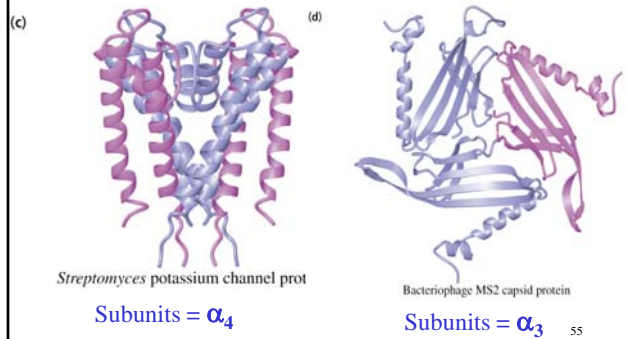 (c)
(d)
Streptomyces potassium channel prot
Bacteriophage MS2 capsid protein
Subunits = α4
Subunits = α3
55